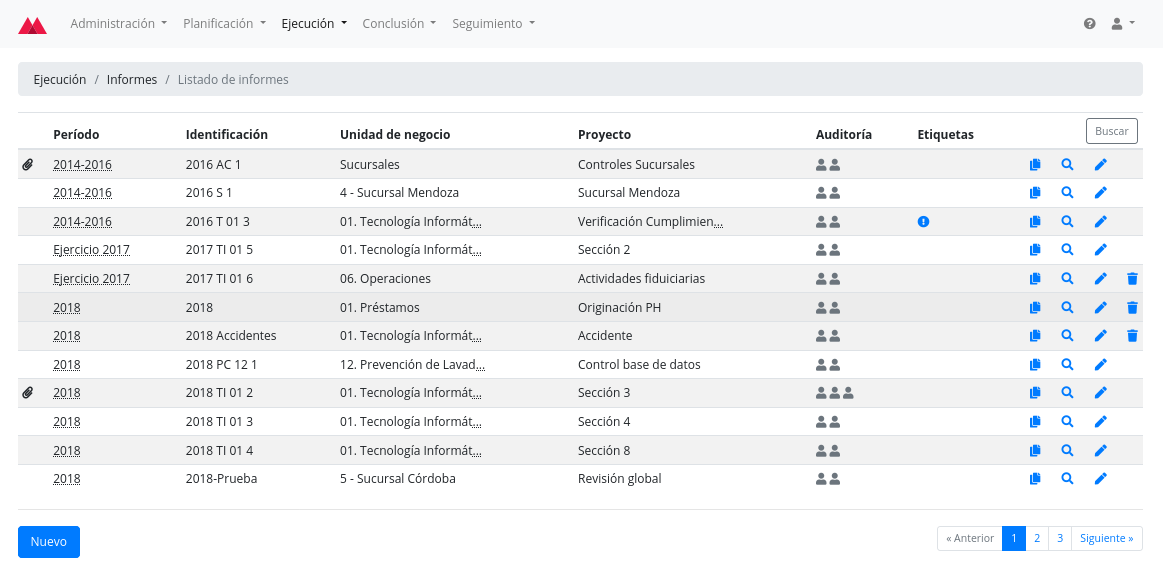 Administración Planificación Ejecución Conclusión Seguimiento
Ejecución / Informes / Listado de informes
Período Identificación Unidad de negocio Proyecto Auditoría Etiquetas Buscar
2014-2016 2016 AC 1 Sucursales Controles Sucursales
2014-2016 2016 S 1 4 - Sucursal Mendoza Sucursal Mendoza
2014-2016 2016 T 01 3 01. Tecnología Informát... Verificación Cumplimien...
Ejercicio 2017 2017 TI 01 5 01. Tecnología Informát... Sección 2
Ejercicio 2017 2017 TI 01 6 06. Operaciones Actividades fiduiciarias
2018 2018 01. Préstamos Originación PH
2018 2018 Accidentes 01. Tecnología Informát... Accidente
2018 2018 PC 12 1 12. Prevención de Lavad... Control base de datos
2018 2018 TI 01 2 01. Tecnología Informát... Sección 3
2018 2018 TI 01 3 01. Tecnología Informát... Sección 4
2018 2018 TI 01 4 01. Tecnología Informát... Sección 8
2018 2018-Prueba 5 - Sucursal Córdoba Revisión global
Nuevo « Anterior 1 2 3 Siguiente »